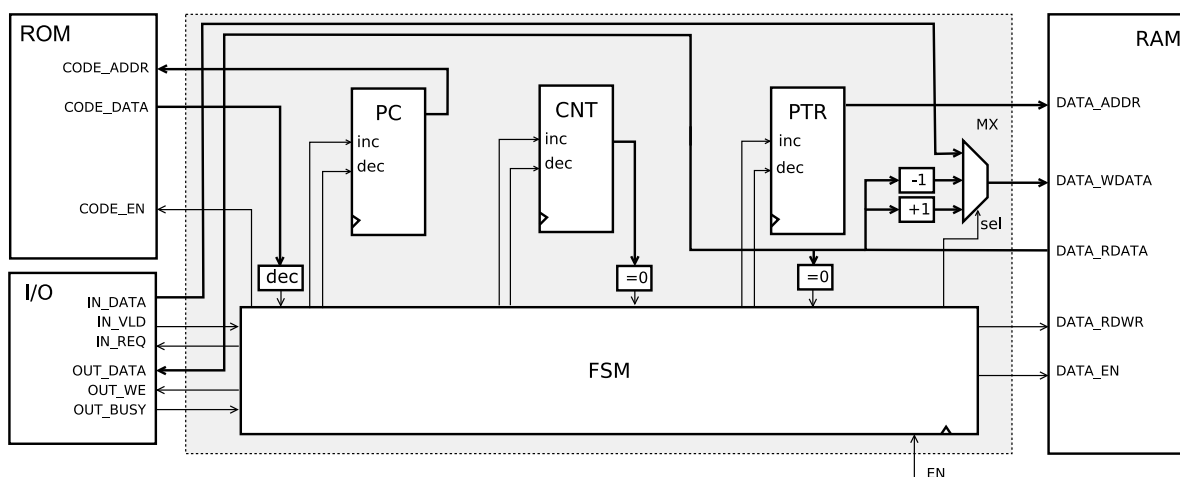 ROM
CODE_ADDR
CODE_DATA
CODE_EN
I/O
IN_DATA
IN_VLD
IN_REQ
OUT_DATA
OUT_WE
OUT_BUSY
PC
inc
dec
CNT
inc
dec
PTR
inc
dec
MX
-1
+1
sel
dec
=0
=0
FSM
EN
RAM
DATA_ADDR
DATA_WDATA
DATA_RDATA
DATA_RDWR
DATA_EN